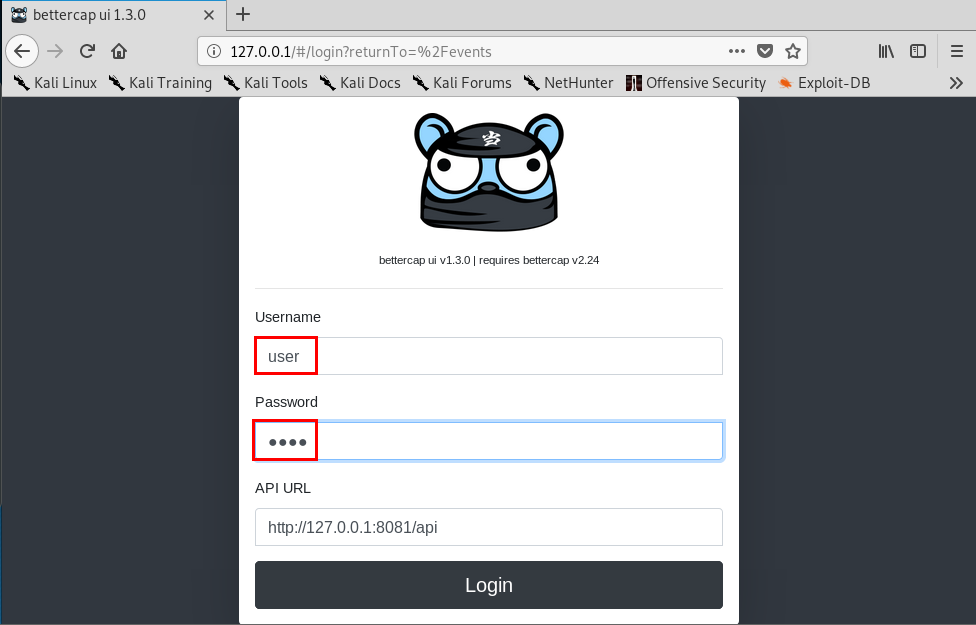 bettercap ui 1.3.0
127.0.0.1/#/login?returnTo=%2Fevents
Kali Linux Kali Training Kali Tools Kali Docs Kali Forums NetHunter Offensive Security Exploit-DB
bettercap ui v1.3.0 | requires bettercap v2.24
Username
user
Password
••••
API URL
http://127.0.0.1:8081/api
Login